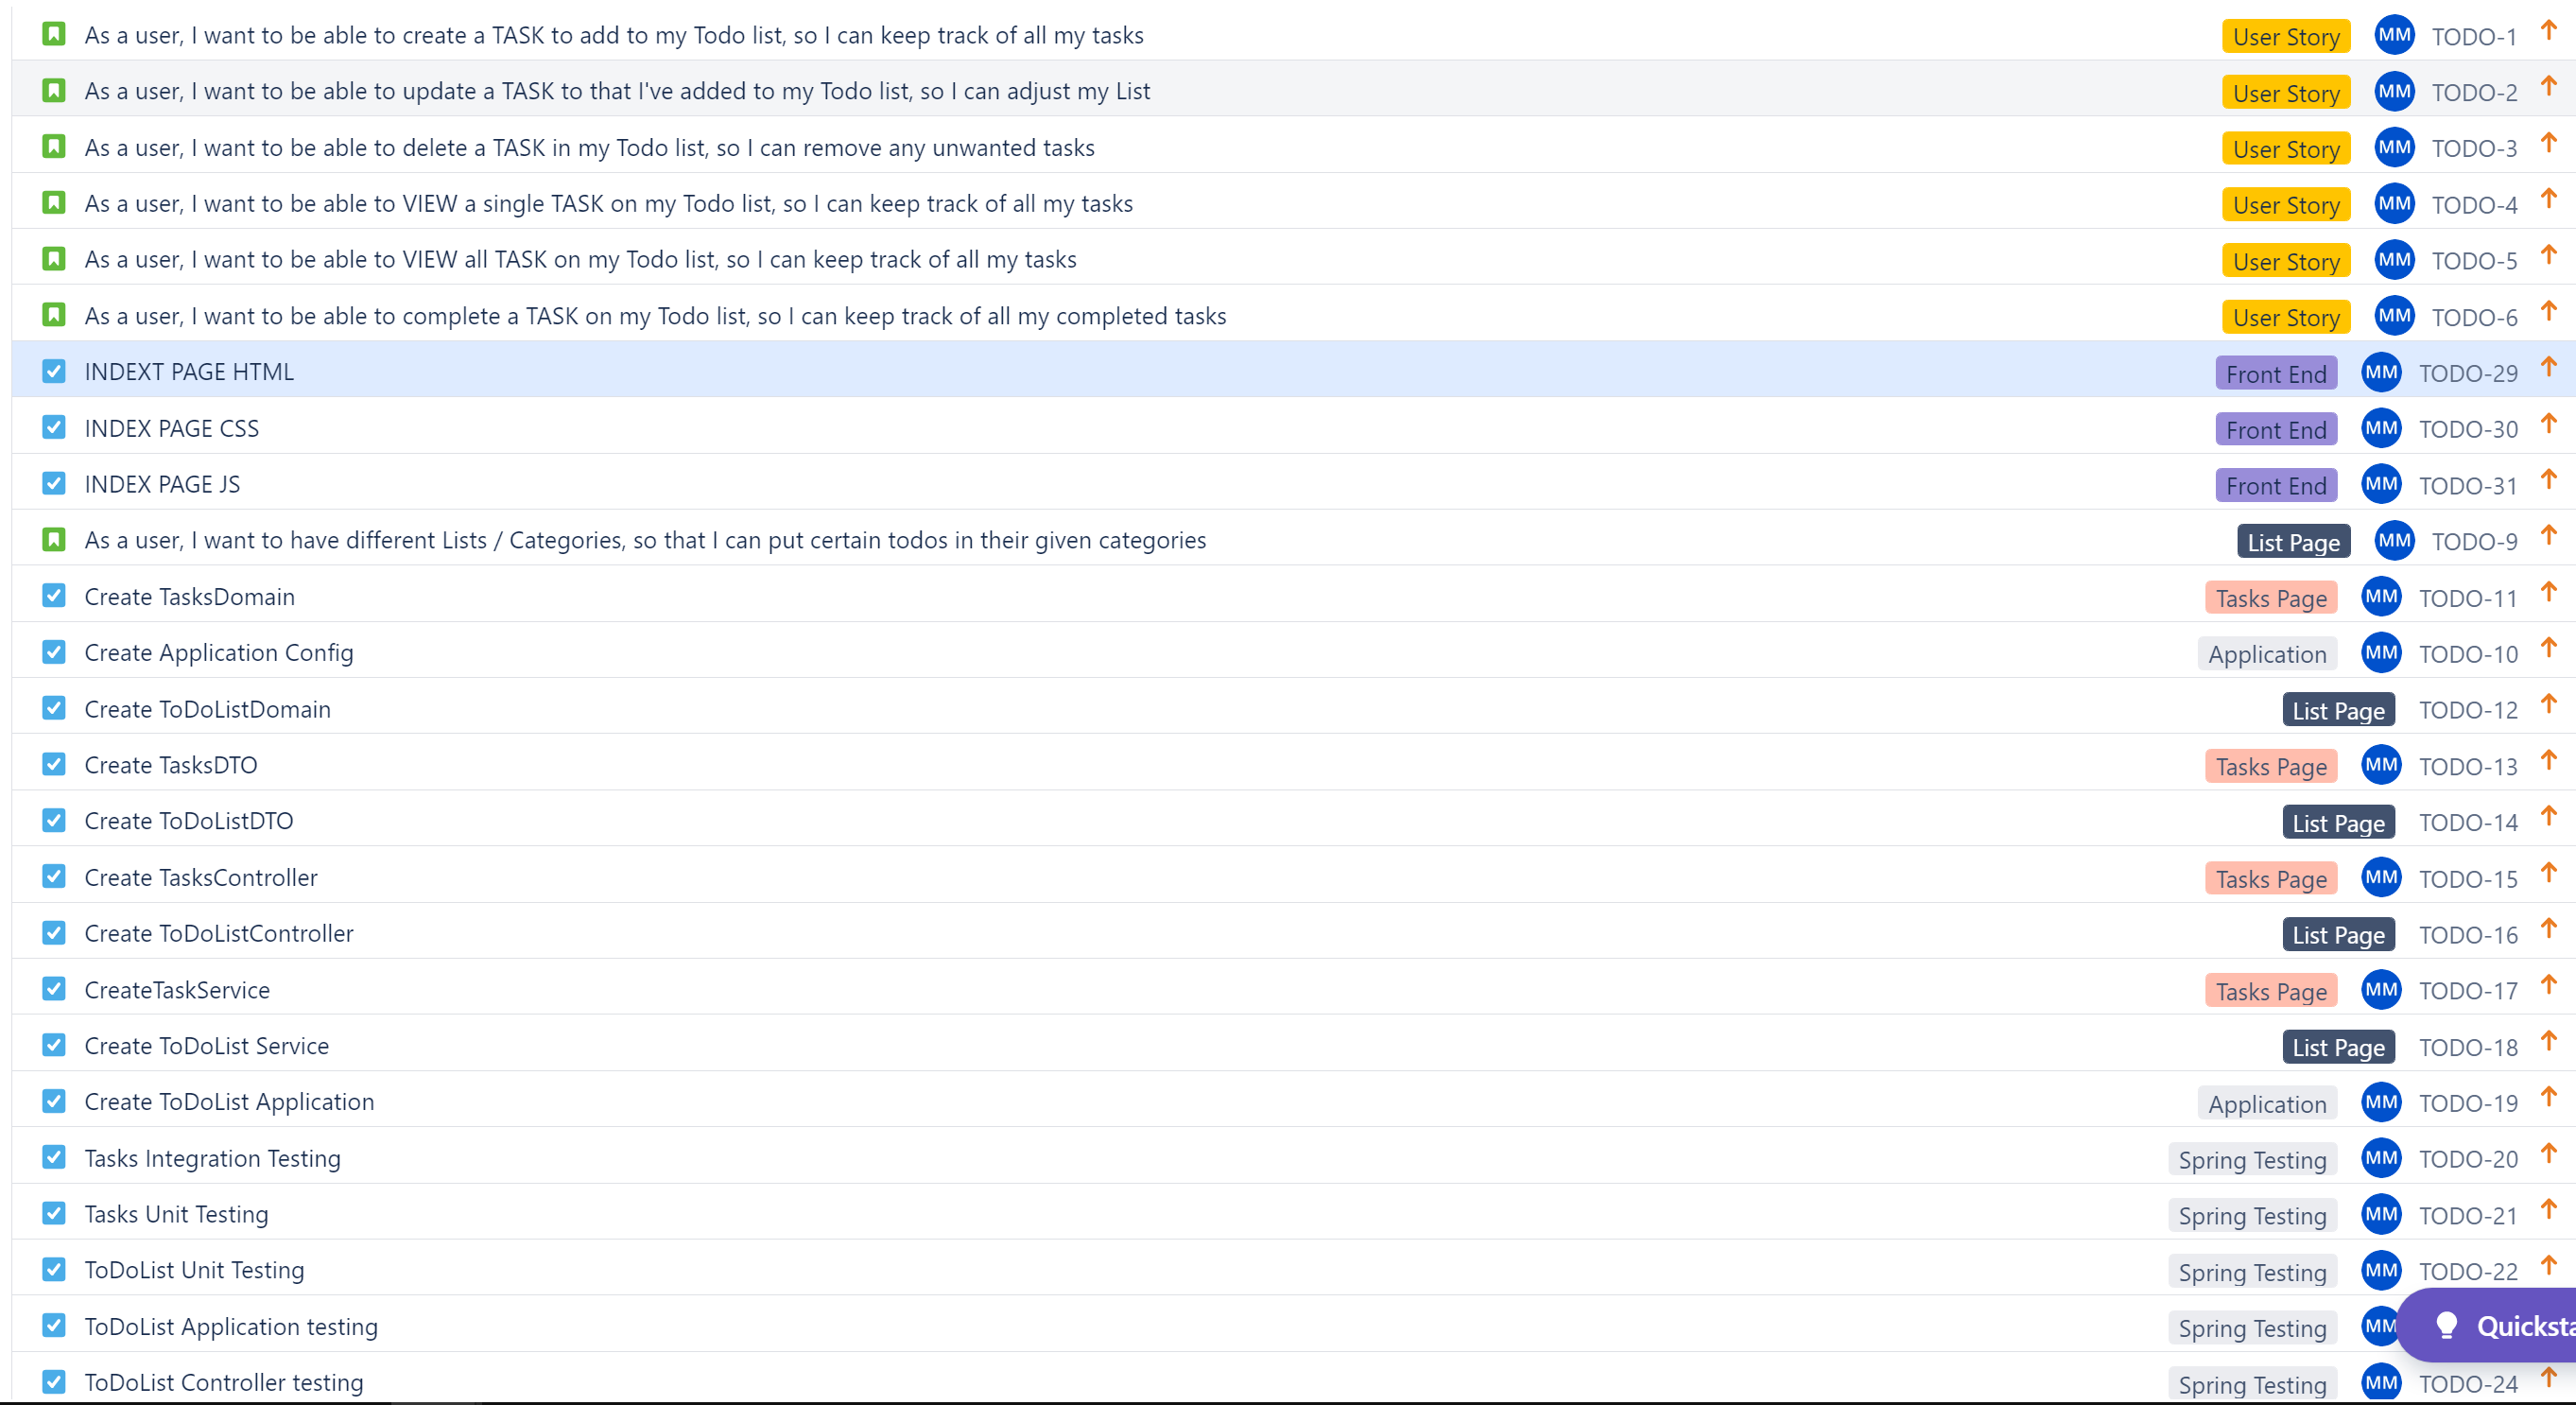 As a user, I want to be able to create a TASK to add to my Todo list, so I can keep track of all my tasks User Story MM TODO-1
As a user, I want to be able to update a TASK to that I've added to my Todo list, so I can adjust my List User Story MM TODO-2
As a user, I want to be able to delete a TASK in my Todo list, so I can remove any unwanted tasks User Story MM TODO-3
As a user, I want to be able to VIEW a single TASK on my Todo list, so I can keep track of all my tasks User Story MM TODO-4
As a user, I want to be able to VIEW all TASK on my Todo list, so I can keep track of all my tasks User Story MM TODO-5
As a user, I want to be able to complete a TASK on my Todo list, so I can keep track of all my completed tasks User Story MM TODO-6
INDEXT PAGE HTML Front End MM TODO-29
INDEX PAGE CSS Front End MM TODO-30
INDEX PAGE JS Front End MM TODO-31
As a user, I want to have different Lists / Categories, so that I can put certain todos in their given categories List Page MM TODO-9
Create TasksDomain Tasks Page MM TODO-11
Create Application Config Application MM TODO-10
Create ToDoListDomain List Page TODO-12
Create TasksDTO Tasks Page MM TODO-13
Create ToDoListDTO List Page TODO-14
Create TasksController Tasks Page MM TODO-15
Create ToDoListController List Page TODO-16
CreateTaskService Tasks Page MM TODO-17
Create ToDoList Service List Page TODO-18
Create ToDoList Application Application MM TODO-19
Tasks Integration Testing Spring Testing MM TODO-20
Tasks Unit Testing Spring Testing MM TODO-21
ToDoList Unit Testing Spring Testing MM TODO-22
ToDoList Application testing Spring Testing MM Quicksta
ToDoList Controller testing Spring Testing MM TODO-24